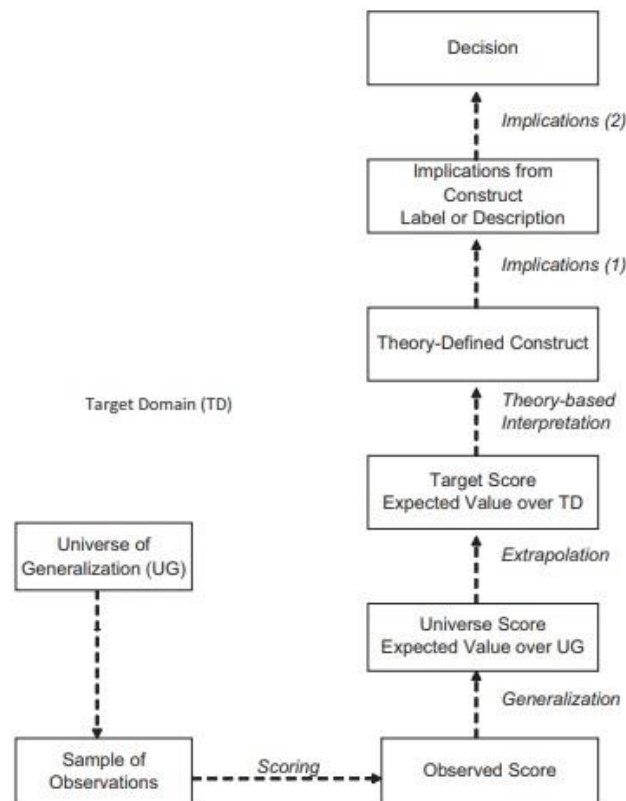 Decision
Implications (2)
Implications from
Construct
Label or Description
Implications (1)
Theory-Defined Construct
Target Domain (TD)
Theory-based
Interpretation
Target Score
Expected Value over TD
Universe of
Generalization (UG)
Extrapolation
Universe Score
Expected Value over UG
Generalization
Sample of
Observations
Scoring
Observed Score